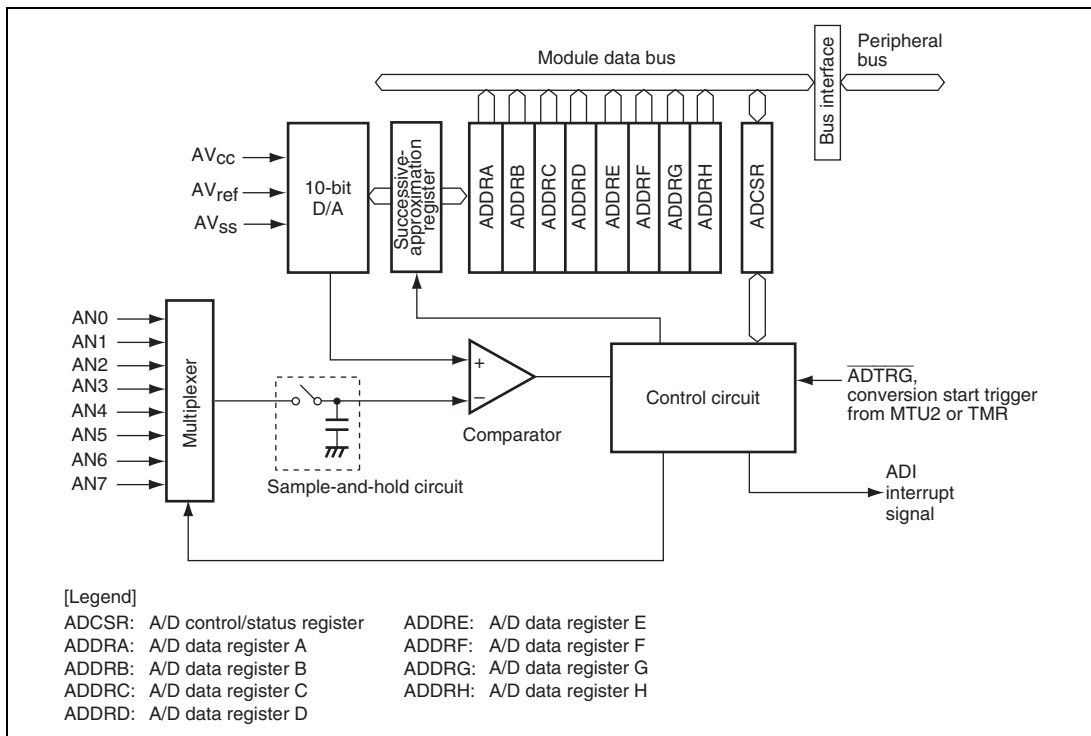 Module data bus
Peripheral
bus
Bus interface
AVcc
AVref
AVss
10-bit
D/A
Successive-
approximation
register
ADDRA
ADDRB
ADDRC
ADDRD
ADDRE
ADDRF
ADDRG
ADDRH
ADCSR
AN0
AN1
AN2
AN3
AN4
AN5
AN6
AN7
Multiplexer
Sample-and-hold circuit
+
−
Comparator
Control circuit
ADTRG,
conversion start trigger
from MTU2 or TMR
ADI
interrupt
signal
[Legend]
ADCSR: A/D control/status register
ADDRA: A/D data register A
ADDRB: A/D data register B
ADDRC: A/D data register C
ADDRD: A/D data register D
ADDRE: A/D data register E
ADDRF: A/D data register F
ADDRG: A/D data register G
ADDRH: A/D data register H